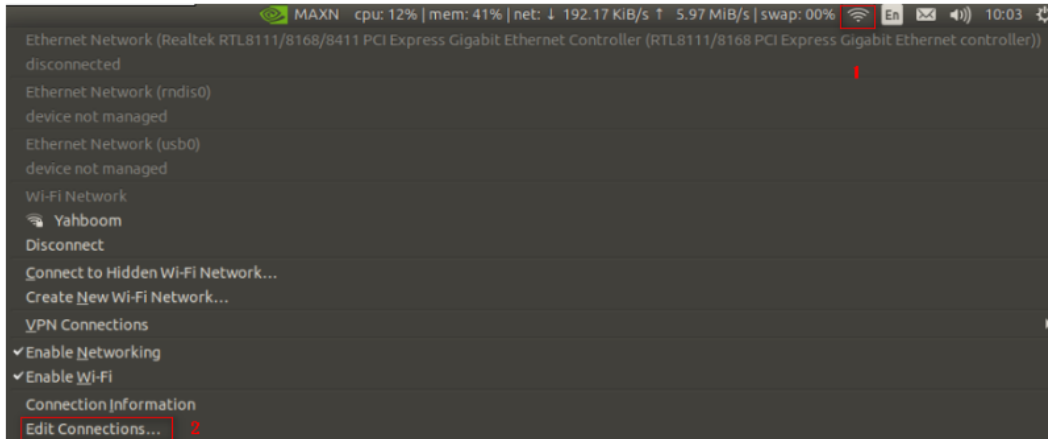 MAXN cpu: 12% | mem: 41% | net: ↓ 192.17 KiB/s ↑ 5.97 MiB/s | swap: 00% En 10:03
Ethernet Network (Realtek RTL8111/8168/8411 PCI Express Gigabit Ethernet Controller (RTL8111/8168 PCI Express Gigabit Ethernet controller))
1
disconnected
Ethernet Network (rndis0)
device not managed
Ethernet Network (usb0)
device not managed
Wi-Fi Network
Yahboom
Disconnect
Connect to Hidden Wi-Fi Network...
Create New Wi-Fi Network...
VPN Connections
Enable Networking
Enable Wi-Fi
Connection Information
Edit Connections... 2